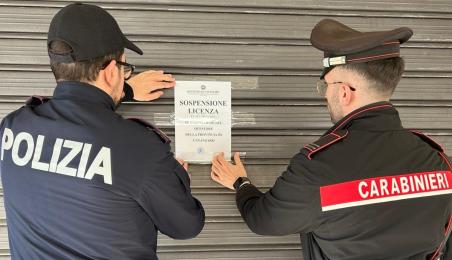 POLIZIA
SOSPENSIONE
LICENZA
QUESTORE
DELLA PROVINCIA DI
CATANZARO
CARABINIERI